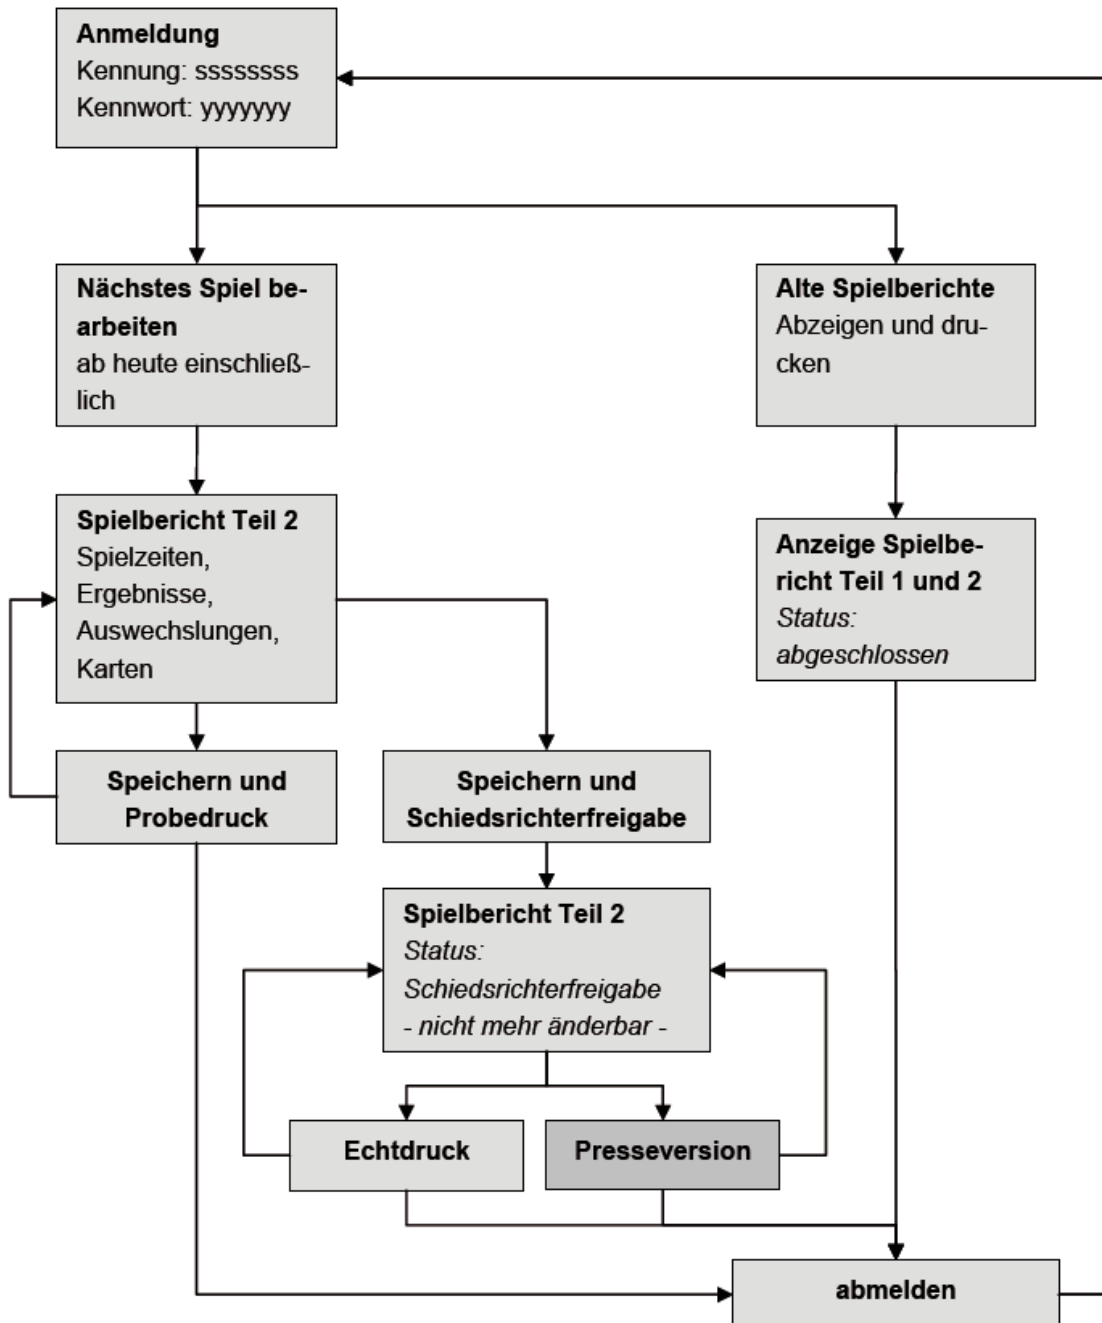 Anmeldung
Kennung: ssssssss
Kennwort: yyyyyyy
Nächstes Spiel be-
arbeiten
ab heute einschließ-
lich
Alte Spielberichte
Abzeigen und dru-
cken
Spielbericht Teil 2
Spielzeiten,
Ergebnisse,
Auswechslungen,
Karten
Anzeige Spielbe-
richt Teil 1 und 2
Status:
abgeschlossen
Speichern und
Probedruck
Speichern und
Schiedsrichterfreigabe
Spielbericht Teil 2
Status:
Schiedsrichterfreigabe
- nicht mehr änderbar -
Echtdruck
Presseversion
abmelden